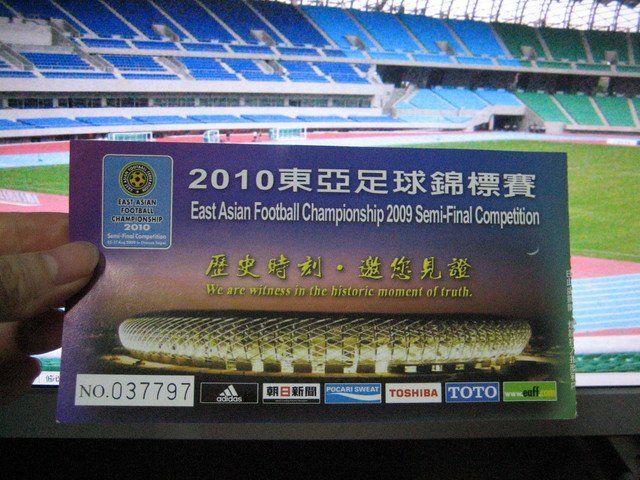 2010東亞足球錦標賽
East Asian Football Championship 2009 Semi-Final Competition
EAST ASIAN
FOOTBALL
CHAMPIONSHIP
2010
Semi-Final Competition
歷史時刻・邀您見證
We are witness in the historic moment of truth.
NO.037797
adidas
朝日新聞
POCARI SWEAT
TOSHIBA
TOTO
www.eaff.com